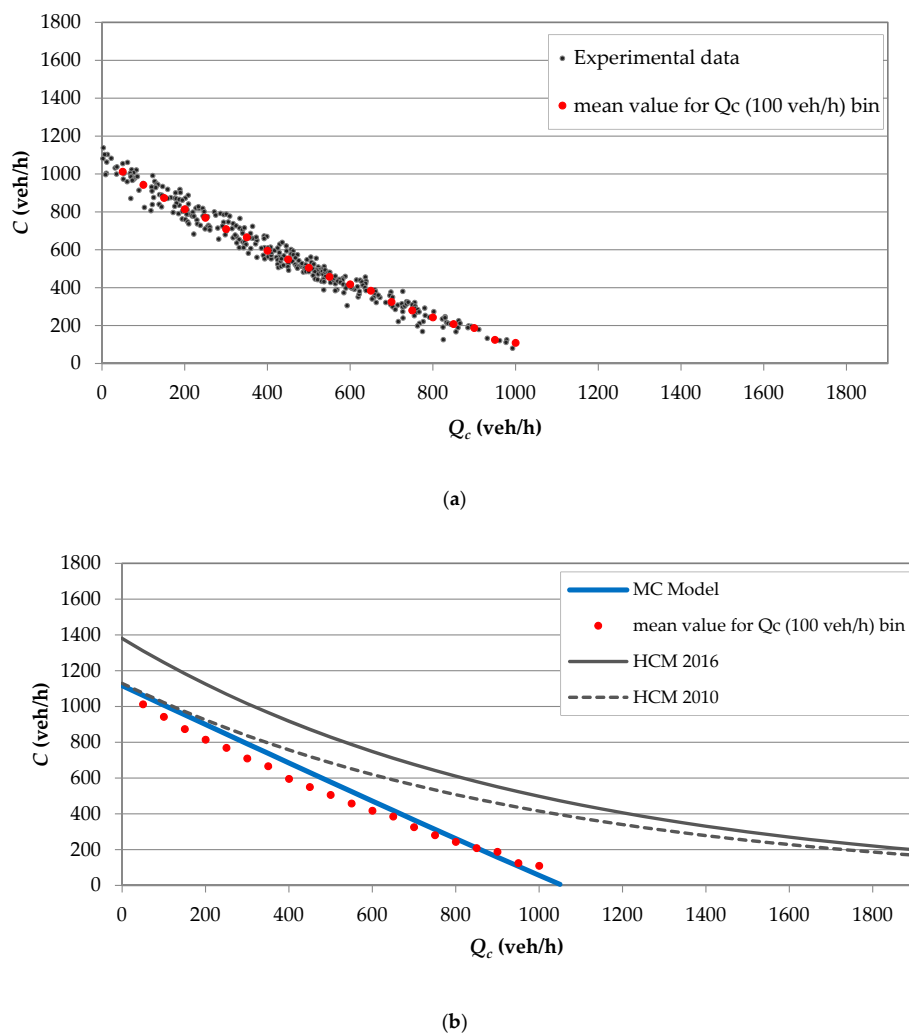 1800
1600
1400
1200
1000
800
600
400
200
0
C (veh/h)
Experimental data
mean value for Qc (100 veh/h) bin
0 200 400 600 800 1000 1200 1400 1600 1800
Qc (veh/h)
(a)
1800
1600
1400
1200
1000
800
600
400
200
0
C (veh/h)
MC Model
mean value for Qc (100 veh/h) bin
HCM 2016
HCM 2010
0 200 400 600 800 1000 1200 1400 1600 1800
Qc (veh/h)
(b)